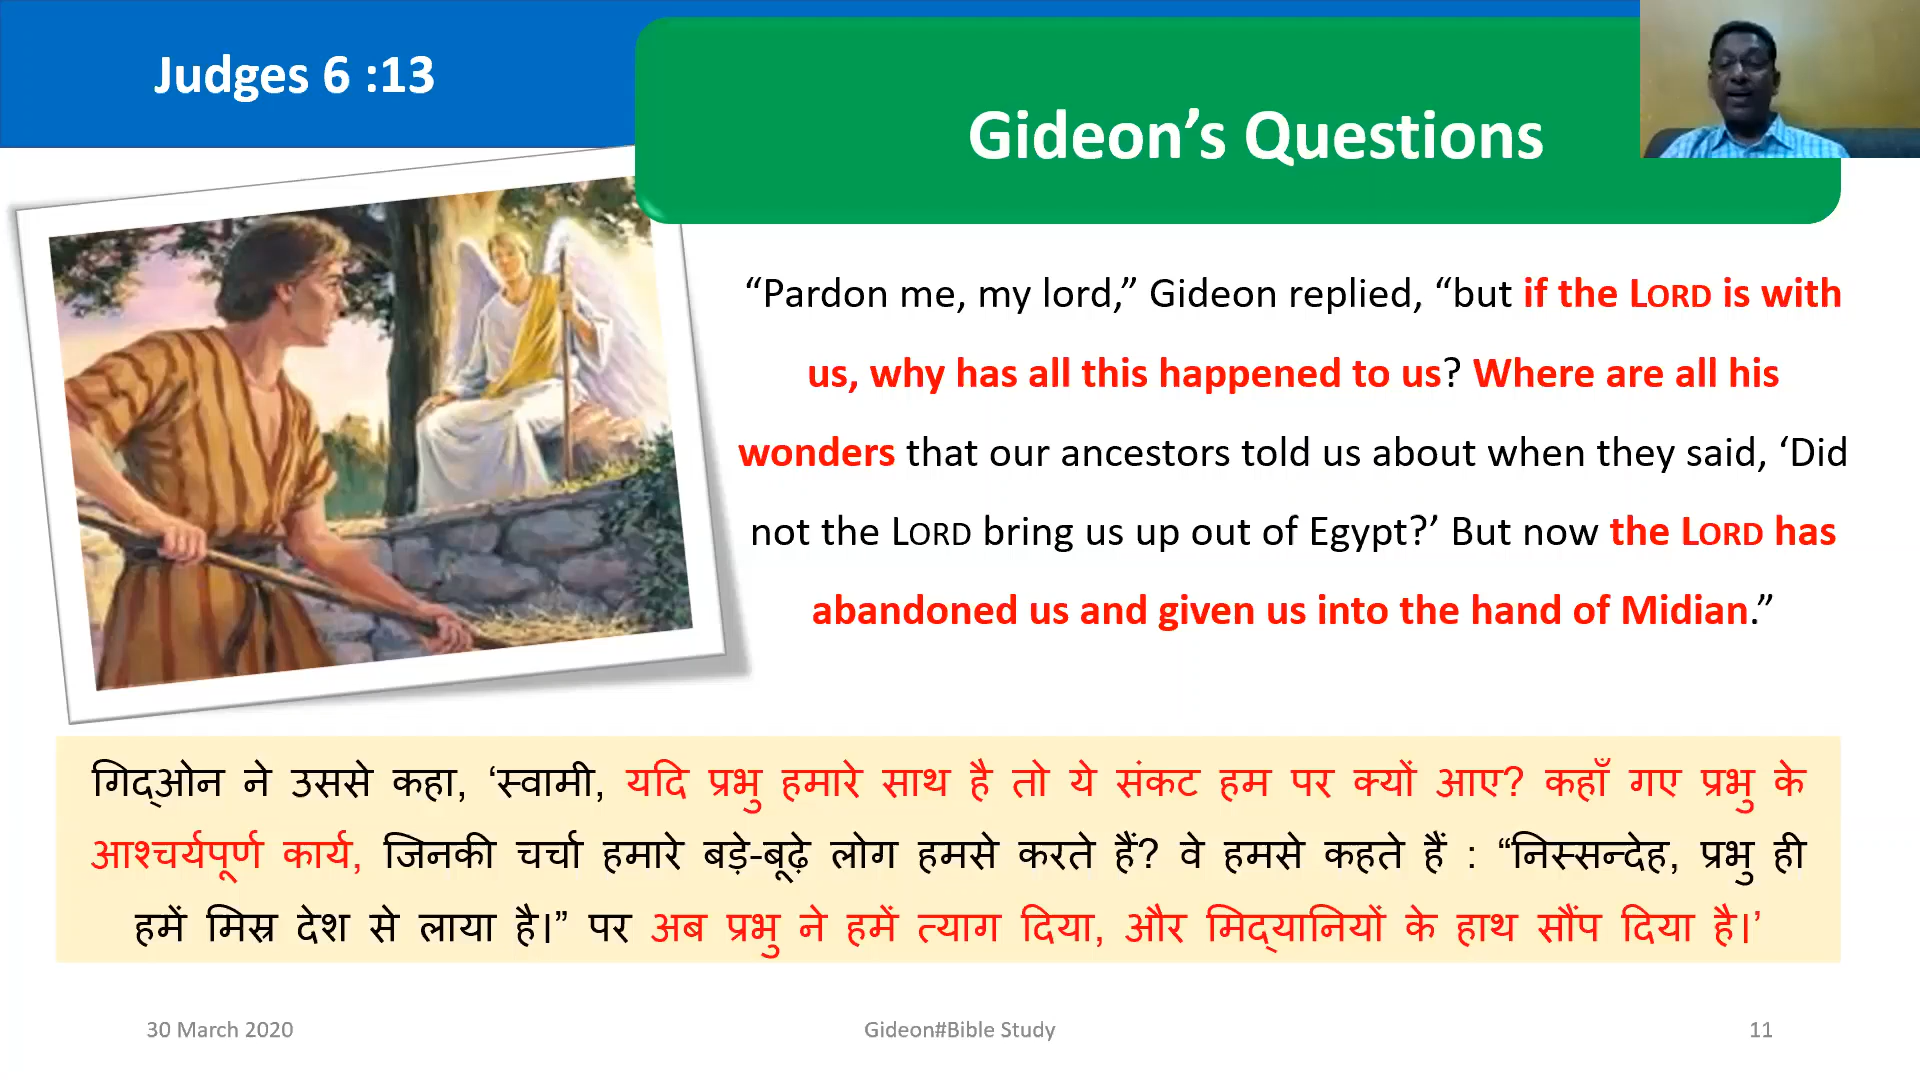 Judges 6 :13
Gideon’s Questions
“Pardon me, my lord,” Gideon replied, “but if the LORD is with
us, why has all this happened to us? Where are all his
wonders that our ancestors told us about when they said, ‘Did
not the LORD bring us up out of Egypt?’ But now the LORD has
abandoned us and given us into the hand of Midian.”
गिद्ओन ने उससे कहा, ‘स्वामी, यदि प्रभु हमारे साथ है तो ये संकट हम पर क्यों आए? कहाँ गए प्रभु के
आश्चर्यपूर्ण कार्य, जिनकी चर्चा हमारे बड़े-बूढ़े लोग हमसे करते हैं? वे हमसे कहते हैं : “निस्सन्देह, प्रभु ही
हमें मिस्र देश से लाया है।” पर अब प्रभु ने हमें त्याग दिया, और मिद्यानियों के हाथ सौंप दिया है।’
30 March 2020
Gideon#Bible Study
11